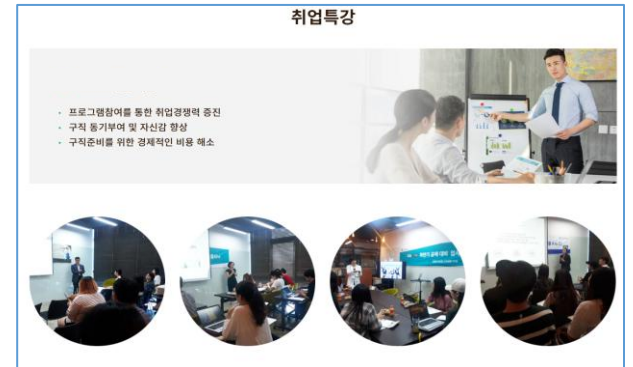 취업특강
프로그램참여를 통한 취업경쟁력 증진
구직 동기부여 및 자신감 향상
구직준비를 위한 경제적인 비용 해소